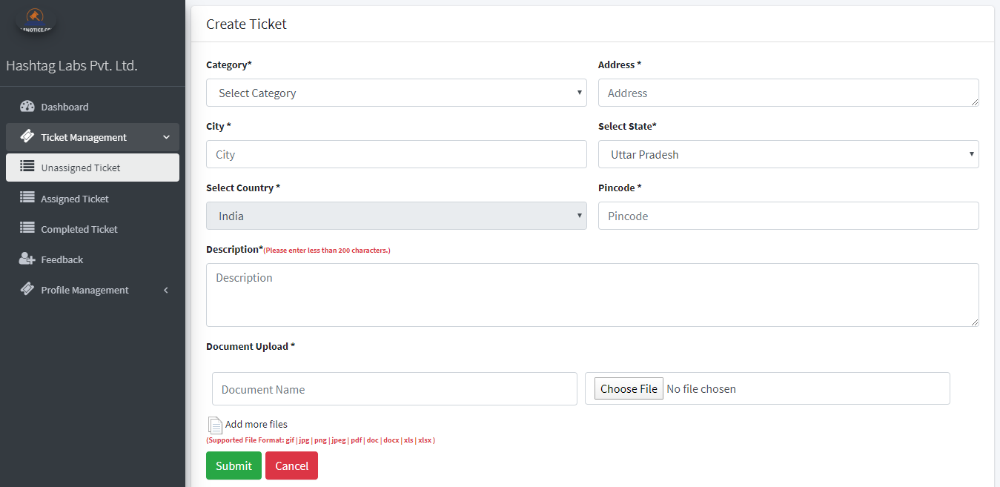 ENOTICE.CO
Hashtag Labs Pvt. Ltd.
Dashboard
Ticket Management
Unassigned Ticket
Assigned Ticket
Completed Ticket
Feedback
Profile Management
Create Ticket
Category*
Address *
Select Category
Address
City *
Select State*
City
Uttar Pradesh
Select Country *
Pincode *
India
Pincode
Description*(Please enter less than 200 characters.)
Description
Document Upload *
Document Name
Choose File No file chosen
Add more files
(Supported File Format: gif | jpg | png | jpeg | pdf | doc | docx | xls | xlsx )
Submit Cancel